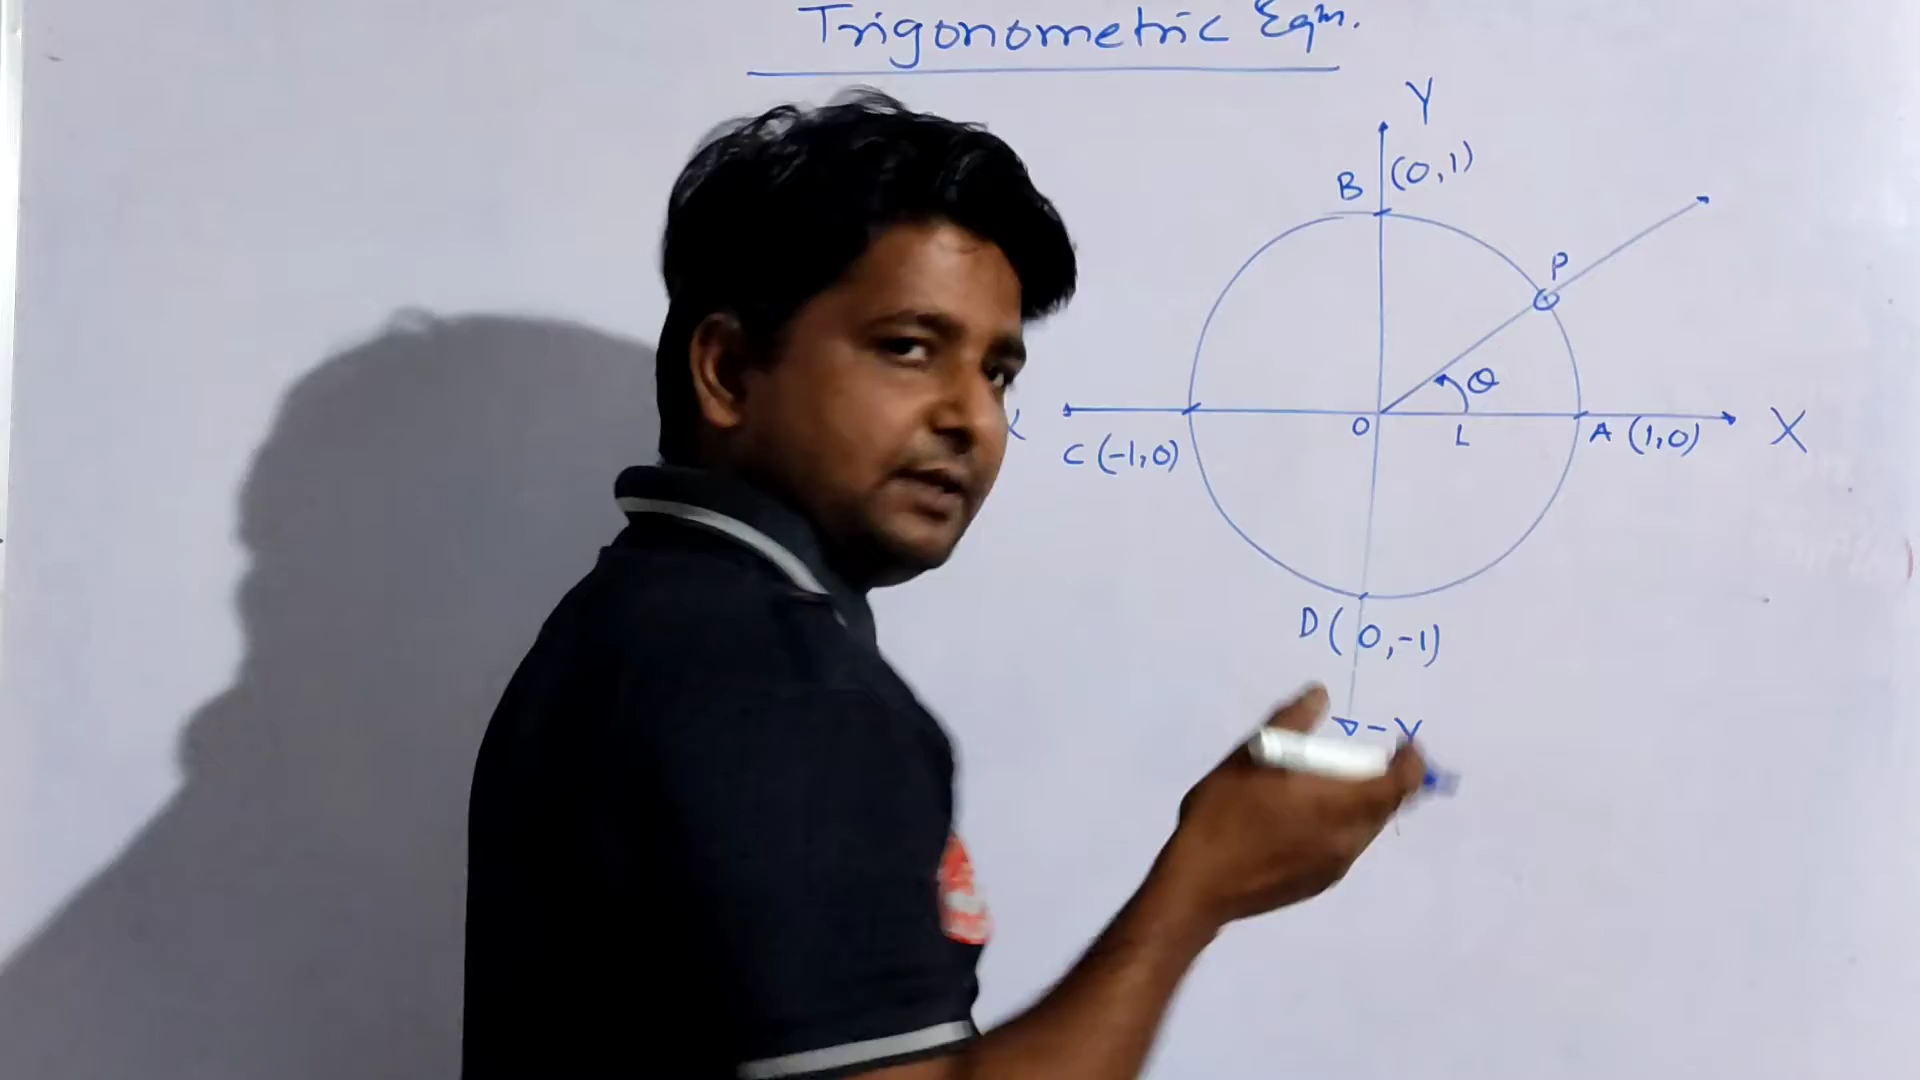 Trigonometric Eqn.
Y
B (0,1)
P
θ
X
O
L
A (1,0)
X
C (-1,0)
D (0,-1)
-Y